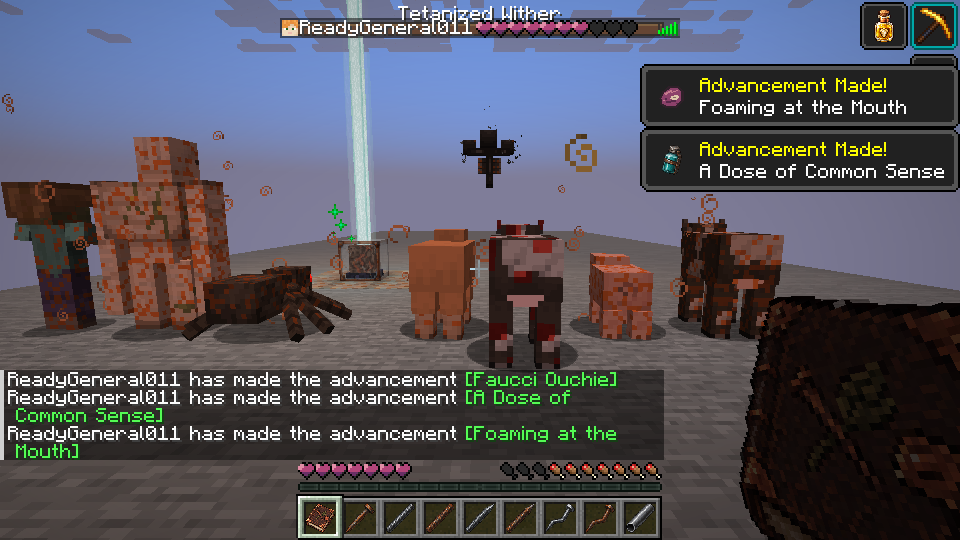 Tetanized Wither
ReadyGeneral011
Advancement Made!
Foaming at the Mouth
Advancement Made!
A Dose of Common Sense
ReadyGeneral011 has made the advancement [Faucci Ouchie]
ReadyGeneral011 has made the advancement [A Dose of
Common Sense]
ReadyGeneral011 has made the advancement [Foaming at the
Mouth]